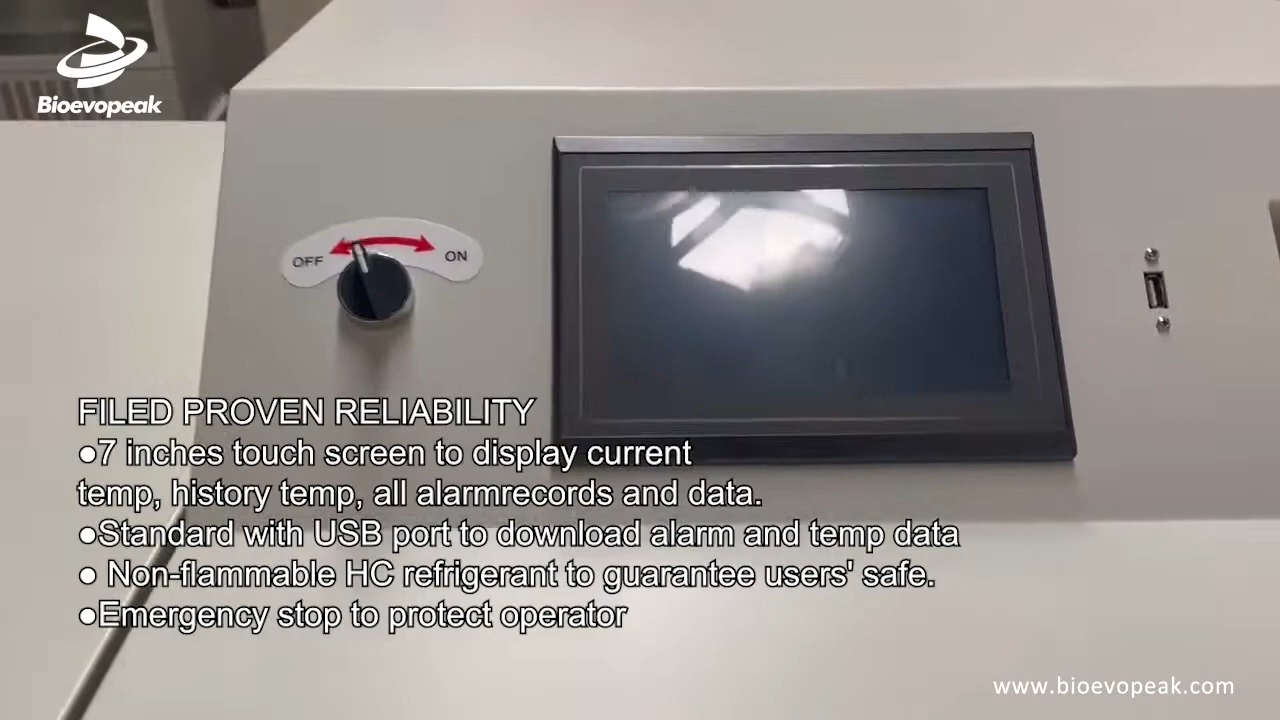 Bioevopeak
OFF
ON
FILED PROVEN RELIABILITY
●7 inches touch screen to display current
temp, history temp, all alarmrecords and data.
●Standard with USB port to download alarm and temp data
● Non-flammable HC refrigerant to guarantee users' safe.
●Emergency stop to protect operator
www.bioevopeak.com